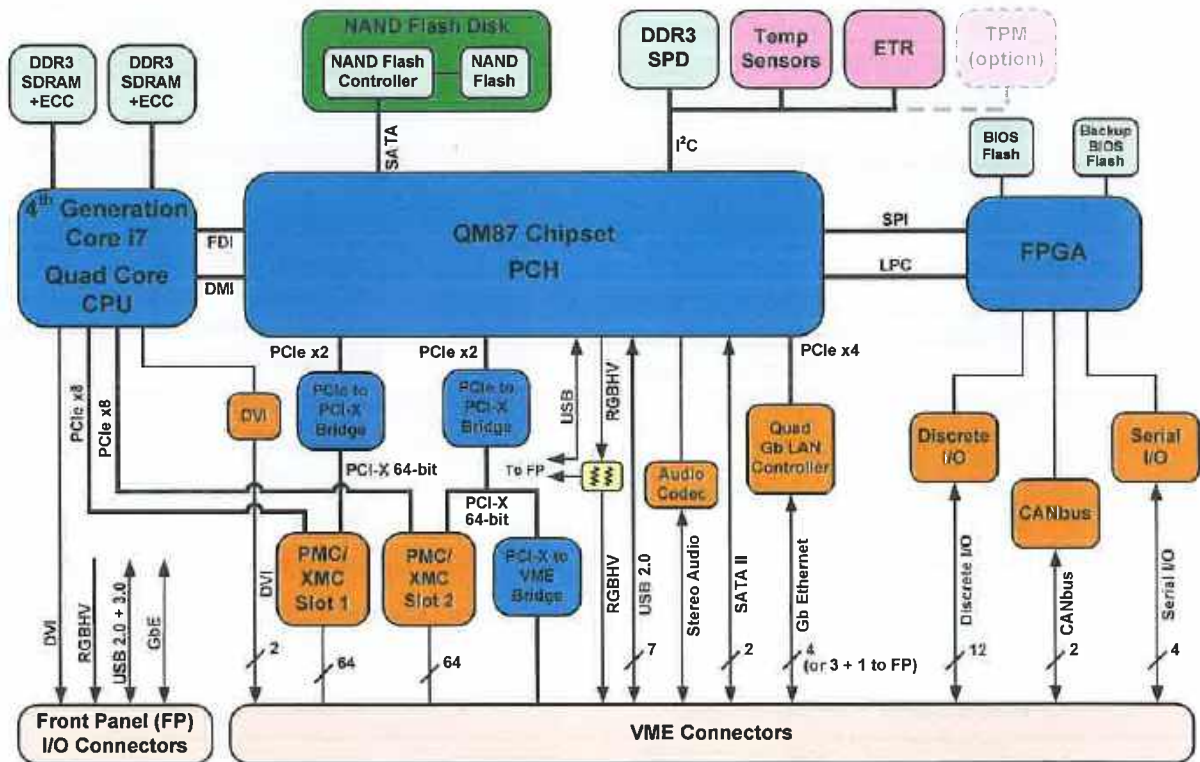 NAND Flash Disk
NAND Flash
Controller
NAND
Flash
DDR3
SDRAM
+ECC
DDR3
SDRAM
+ECC
DDR3
SPD
Temp
Sensors
ETR
TPM
(option)
SATA
I²C
BIOS
Flash
Backup
BIOS
Flash
4th Generation
Core i7
Quad Core
CPU
FDI
DMI
QM87 Chipset
PCH
SPI
LPC
FPGA
PCIe x8
PCIe x8
DVI
PCIe x2
PCIe to
PCI-X
Bridge
PCI-X 64-bit
PCIe x2
PCIe to
PCI-X
Bridge
PCI-X
64-bit
USB
RGBHV
To FP
Audio
Codec
PCIe x4
Quad
Gb LAN
Controller
Discrete
I/O
CANbus
Serial
I/O
PMC/
XMC
Slot 1
PMC/
XMC
Slot 2
PCI-X to
VME
Bridge
DVI
RGBHV
USB 2.0 + 3.0
GbE
DVI
2
64
64
RGBHV
USB 2.0
7
Stereo Audio
SATA II
2
Gb Ethernet
4
(or 3 + 1 to FP)
Discrete I/O
12
CANbus
2
Serial I/O
4
Front Panel (FP)
I/O Connectors
VME Connectors